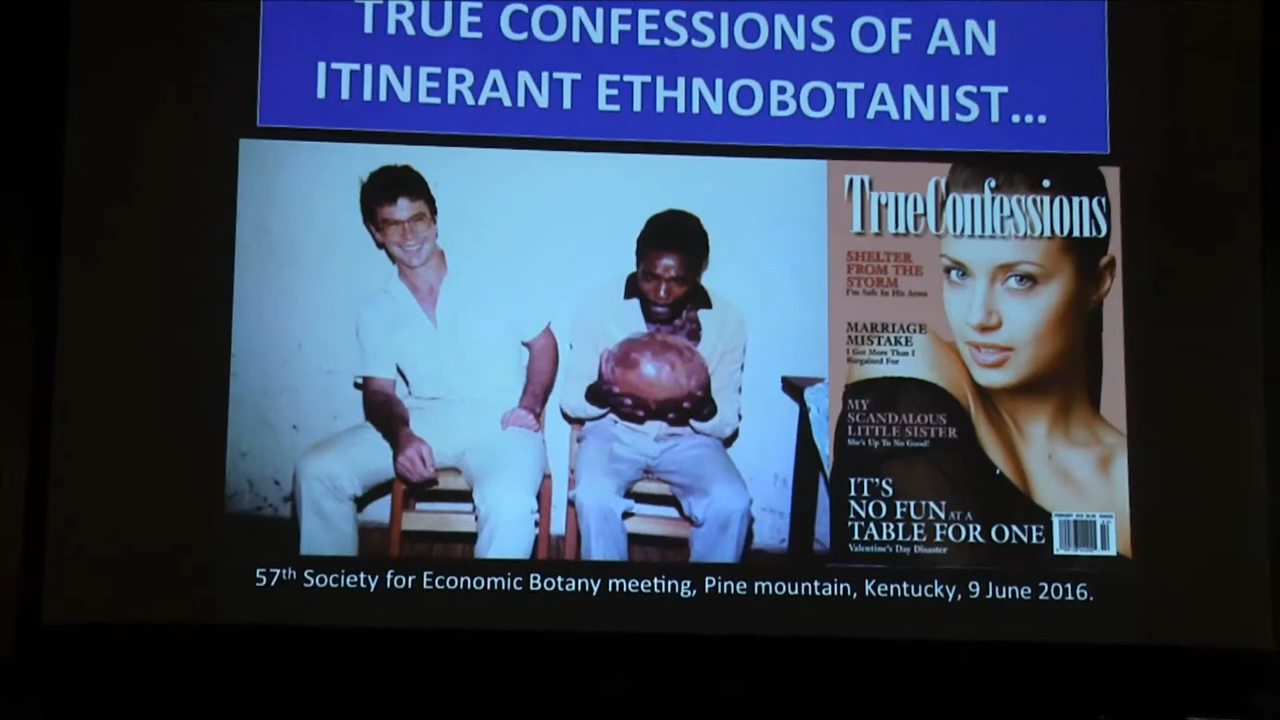 TRUE CONFESSIONS OF AN
ITINERANT ETHNOBOTANIST...
TrueConfessions
SHELTER
FROM THE
STORM
I'm Safe In His Arms
MARRIAGE
MISTAKE
I Got More Than I
Bargained For
MY
SCANDALOUS
LITTLE SISTER
She's Up To No Good!
IT'S
NO FUN AT A
TABLE FOR ONE
Valentine's Day Disaster
57th Society for Economic Botany meeting, Pine mountain, Kentucky, 9 June 2016.